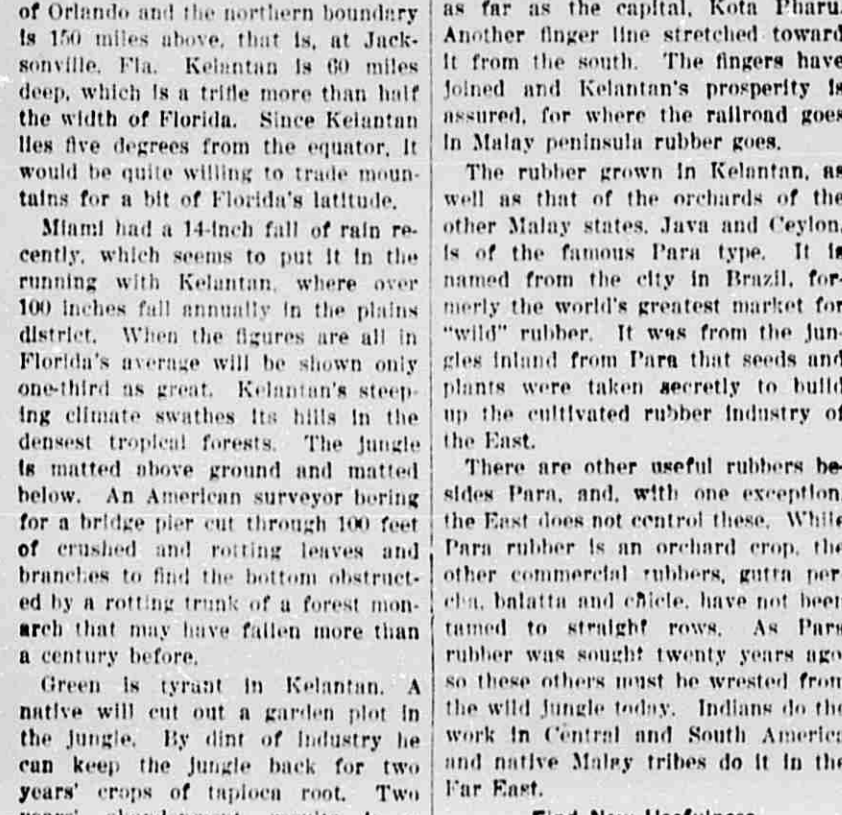 of Orlando and the northern boundary
is 150 miles above, that is, at Jack-
sonville, Fla. Kelantan is 60 miles
deep, which is a trifle more than half
the width of Florida. Since Kelantan
lies five degrees from the equator, it
would be quite willing to trade moun-
tains for a bit of Florida's latitude.
Miami had a 14-inch fall of rain re-
cently, which seems to put it in the
running with Kelantan, where over
100 inches fall annually in the plains
district. When the figures are all in
Florida's average will be shown only
one-third as great. Kelantan's steep-
ing climate swathes its hills in the
densest tropical forests. The jungle
is matted above ground and matted
below. An American surveyor boring
for a bridge pier cut through 100 feet
of crushed and rotting leaves and
branches to find the bottom obstruct-
ed by a rotting trunk of a forest mon-
arch that may have fallen more than
a century before.
Green is tyrant in Kelantan. A
native will cut out a garden plot in
the jungle. By dint of industry he
can keep the jungle back for two
years' crops of tapioca root. Two
as far as the capital, Kota Pharu.
Another finger line stretched toward
it from the south. The fingers have
joined and Kelantan's prosperity is
assured, for where the railroad goes
in Malay peninsula rubber goes.
The rubber grown in Kelantan, as
well as that of the orchards of the
other Malay states, Java and Ceylon,
is of the famous Para type. It is
named from the city in Brazil, for-
merly the world's greatest market for
"wild" rubber. It was from the jun-
gles inland from Para that seeds and
plants were taken secretly to build
up the cultivated rubber industry of
the East.
There are other useful rubbers be-
sides Para, and, with one exception,
the East does not control these. While
Para rubber is an orchard crop, the
other commercial rubbers, gutta per-
cha, balatta and chicle, have not been
tamed to straight rows. As Para
rubber was sought twenty years ago
so these others must be wrested from
the wild jungle today. Indians do the
work in Central and South America
and native Malay tribes do it in the
Far East.
Find New Usefulness